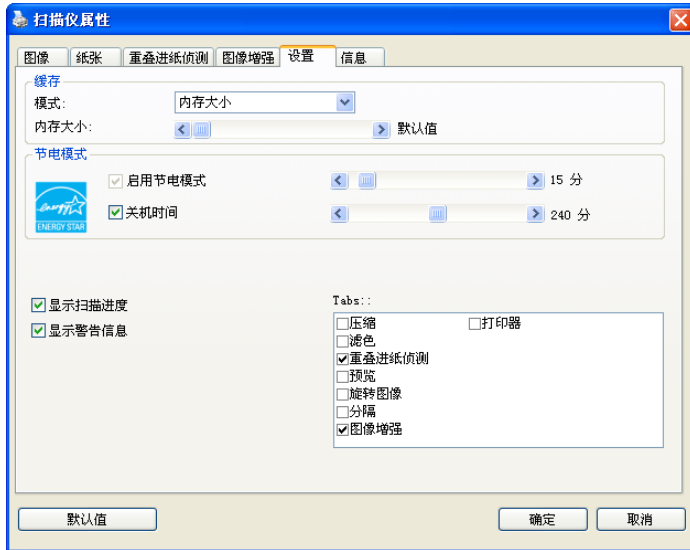 扫描仪属性
图像 纸张 重叠进纸侦测 图像增强 设置 信息
缓存
模式: 内存大小
内存大小: 默认值
节电模式
启用节电模式 15 分
关机时间 240 分
energy
ENERGY STAR
显示扫描进度
显示警告信息
Tabs::
压缩 打印器
滤色
重叠进纸侦测
预览
旋转图像
分隔
图像增强
默认值 确定 取消